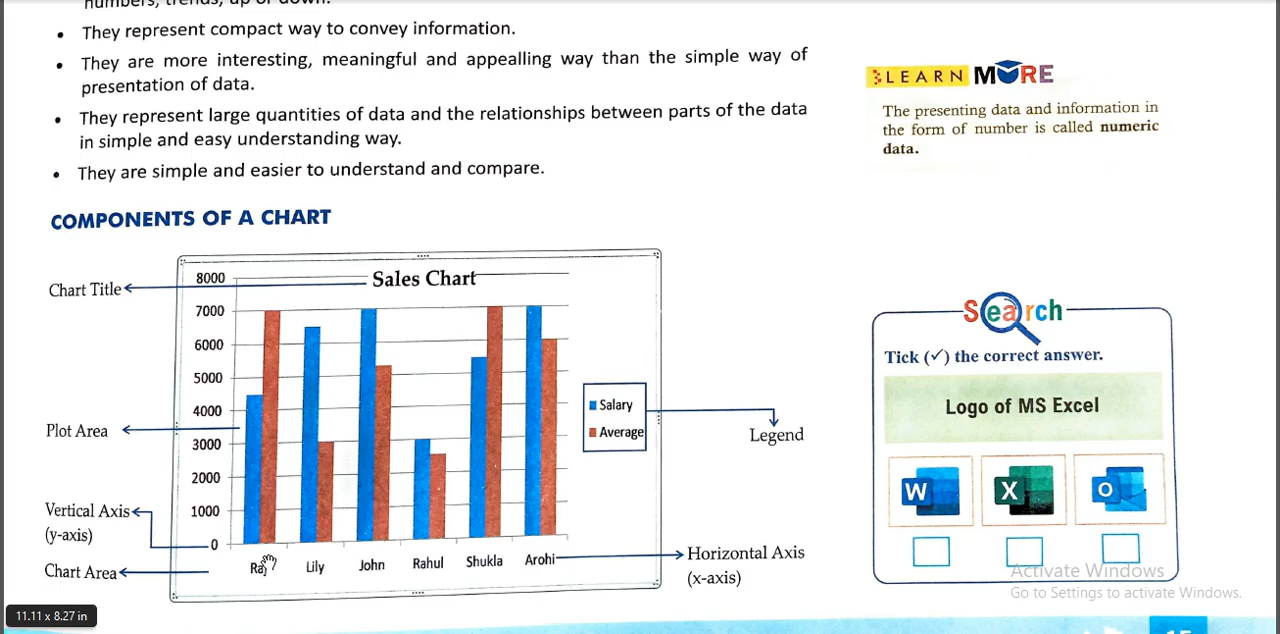 numbers, trends, up or down.
• They represent compact way to convey information.
• They are more interesting, meaningful and appealling way than the simple way of
presentation of data.
• They represent large quantities of data and the relationships between parts of the data
in simple and easy understanding way.
• They are simple and easier to understand and compare.
LEARN MORE
The presenting data and information in
the form of number is called numeric
data.
COMPONENTS OF A CHART
Chart Title
Plot Area
Vertical Axis
(y-axis)
Chart Area
Sales Chart
8000
7000
6000
5000
4000
3000
2000
1000
0
Raj
Lily
John
Rahul
Shukla
Arohi
Salary
Average
Legend
Horizontal Axis
(x-axis)
Search
Tick (✓) the correct answer.
Logo of MS Excel
W
X
O
Activate Windows
Go to Settings to activate Windows.
11.11 x 8.27 in